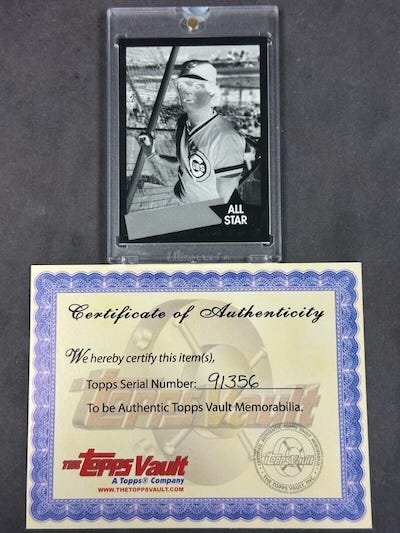 ALL
STAR
Certificate of Authenticity
We hereby certify this item(s),
Topps Serial Number: 91356
To be Authentic Topps Vault Memorabilia.
THE Topps Vault
A Topps® Company
WWW.THETOPPSVAULT.COM